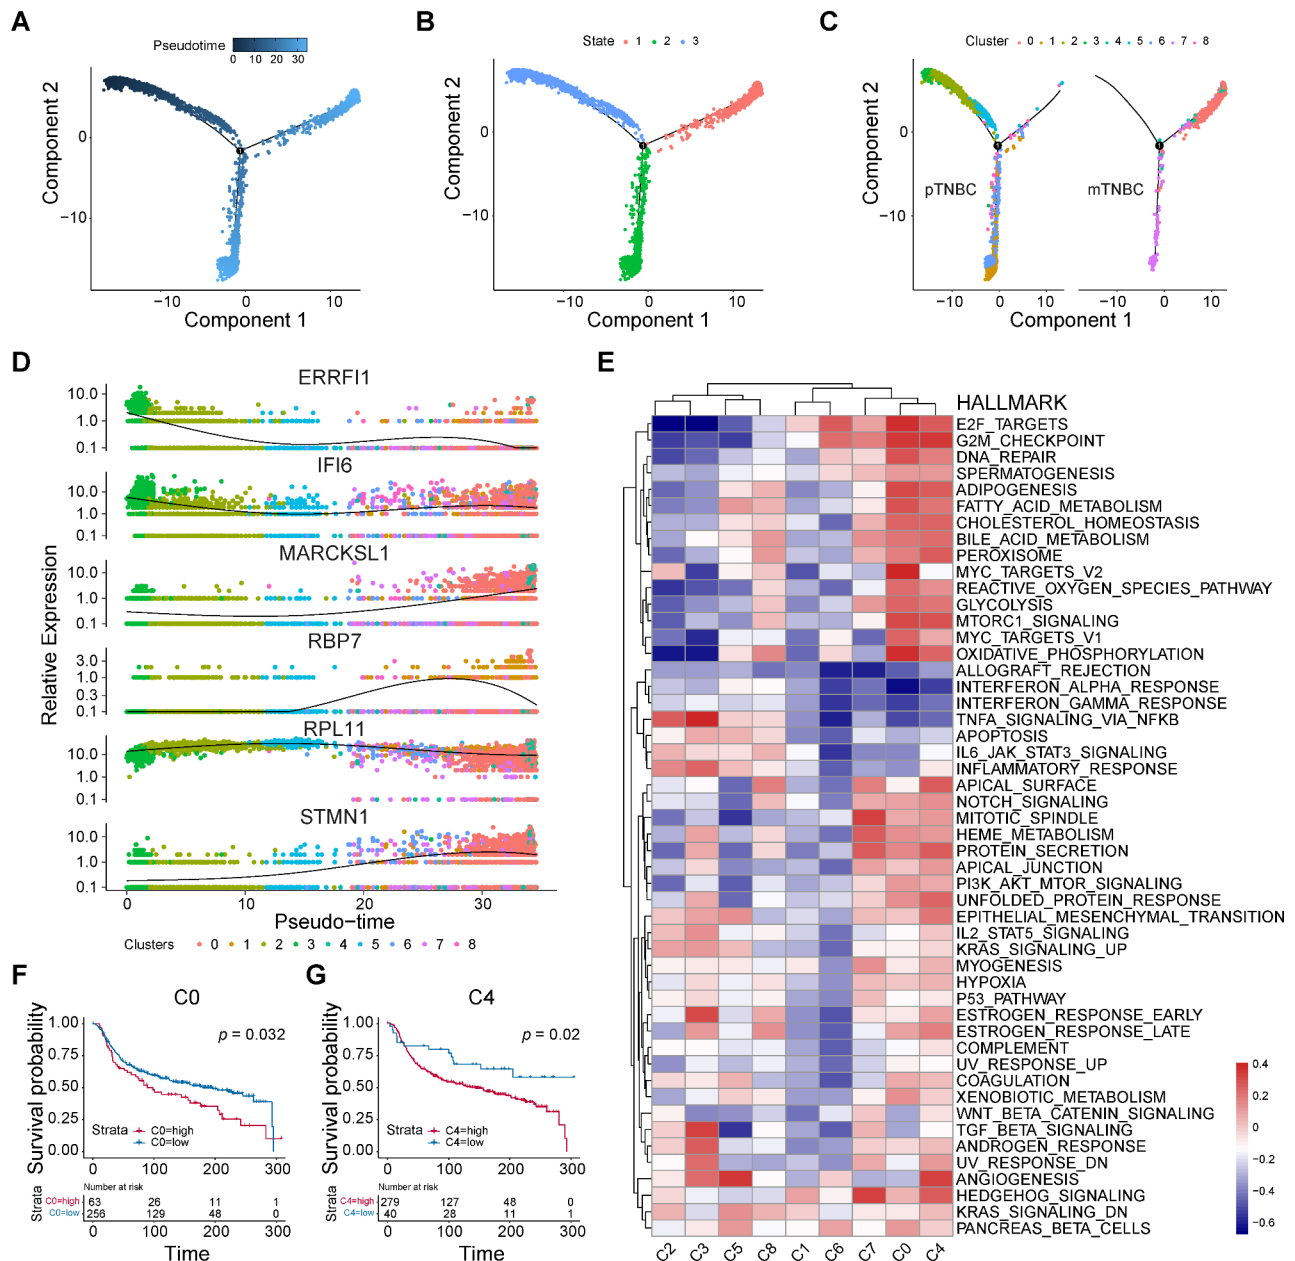 A
Pseudotime
0 10 20 30
Component 2
0
−10
−10 0 10
Component 1
B
State 1 2 3
Component 2
0
−10
−10 0 10
Component 1
C
Cluster 0 1 2 3 4 5 6 7 8
Component 2
0
−10
pTNBC
mTNBC
−10 0 10 −10 0 10
Component 1
D
Relative Expression
ERRFI1
10.0
1.0
0.1
IFI6
10.0
1.0
0.1
MARCKSL1
10.0
1.0
0.1
RBP7
3.0
1.0
0.3
0.1
RPL11
10.0
1.0
0.1
STMN1
10.0
1.0
0.1
0 10 20 30
Pseudo−time
Clusters 0 1 2 3 4 5 6 7 8
E
HALLMARK
E2F_TARGETS
G2M_CHECKPOINT
DNA_REPAIR
SPERMATOGENESIS
ADIPOGENESIS
FATTY_ACID_METABOLISM
CHOLESTEROL_HOMEOSTASIS
BILE_ACID_METABOLISM
PEROXISOME
MYC_TARGETS_V2
REACTIVE_OXYGEN_SPECIES_PATHWAY
GLYCOLYSIS
MTORC1_SIGNALING
MYC_TARGETS_V1
OXIDATIVE_PHOSPHORYLATION
ALLOGRAFT_REJECTION
INTERFERON_ALPHA_RESPONSE
INTERFERON_GAMMA_RESPONSE
TNFA_SIGNALING_VIA_NFKB
APOPTOSIS
IL6_JAK_STAT3_SIGNALING
INFLAMMATORY_RESPONSE
APICAL_SURFACE
NOTCH_SIGNALING
MITOTIC_SPINDLE
HEME_METABOLISM
PROTEIN_SECRETION
APICAL_JUNCTION
PI3K_AKT_MTOR_SIGNALING
UNFOLDED_PROTEIN_RESPONSE
EPITHELIAL_MESENCHYMAL_TRANSITION
IL2_STAT5_SIGNALING
KRAS_SIGNALING_UP
MYOGENESIS
HYPOXIA
P53_PATHWAY
ESTROGEN_RESPONSE_EARLY
ESTROGEN_RESPONSE_LATE
COMPLEMENT
UV_RESPONSE_UP
COAGULATION
XENOBIOTIC_METABOLISM
WNT_BETA_CATENIN_SIGNALING
TGF_BETA_SIGNALING
ANDROGEN_RESPONSE
UV_RESPONSE_DN
ANGIOGENESIS
HEDGEHOG_SIGNALING
KRAS_SIGNALING_DN
PANCREAS_BETA_CELLS
C2 C3 C5 C8 C1 C6 C7 C0 C4
0.4
0.2
0
−0.2
−0.4
−0.6
F
C0
Survival probability
1.00
0.75
0.50
0.25
0.00
p = 0.032
Strata C0=high
C0=low
0 100 200 300
Number at risk
Strata
C0=high 63 26 11 1
C0=low 256 129 48 0
0 100 200 300
Time
G
C4
Survival probability
1.00
0.75
0.50
0.25
0.00
p = 0.02
Strata C4=high
C4=low
0 100 200 300
Number at risk
Strata
C4=high 279 127 48 0
C4=low 40 28 11 1
0 100 200 300
Time